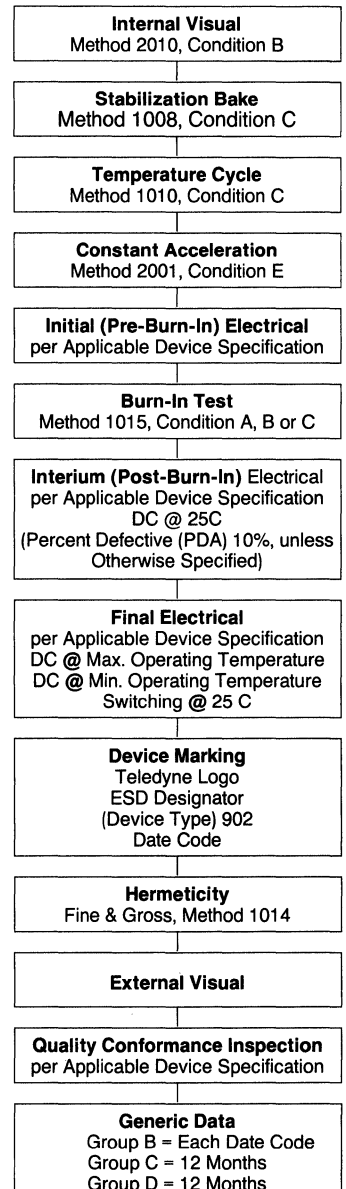 Internal Visual
Method 2010, Condition B
Stabilization Bake
Method 1008, Condition C
Temperature Cycle
Method 1010, Condition C
Constant Acceleration
Method 2001, Condition E
Initial (Pre-Burn-In) Electrical
per Applicable Device Specification
Burn-In Test
Method 1015, Condition A, B or C
Interium (Post-Burn-In) Electrical
per Applicable Device Specification
DC @ 25C
(Percent Defective (PDA) 10%, unless
Otherwise Specified)
Final Electrical
per Applicable Device Specification
DC @ Max. Operating Temperature
DC @ Min. Operating Temperature
Switching @ 25 C
Device Marking
Teledyne Logo
ESD Designator
(Device Type) 902
Date Code
Hermeticity
Fine & Gross, Method 1014
External Visual
Quality Conformance Inspection
per Applicable Device Specification
Generic Data
Group B = Each Date Code
Group C = 12 Months
Group D = 12 Months